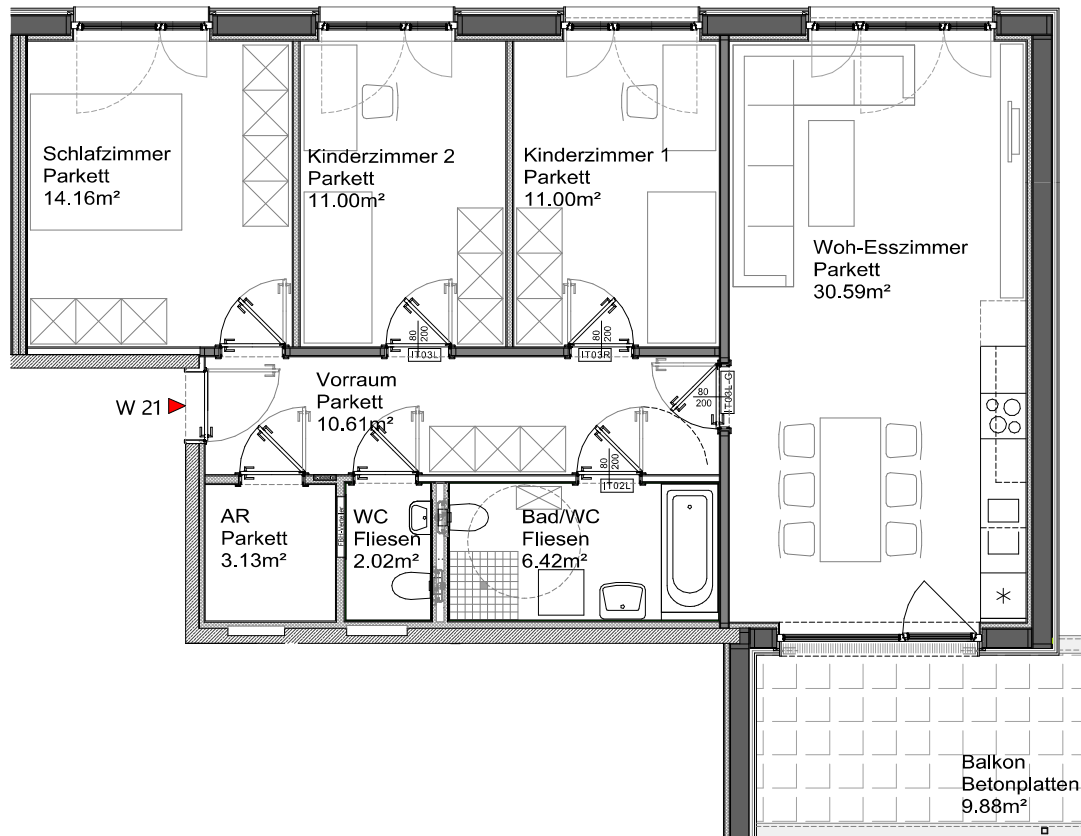 Schlafzimmer
Parkett
14.16m²
Kinderzimmer 2
Parkett
11.00m²
Kinderzimmer 1
Parkett
11.00m²
Woh-Esszimmer
Parkett
30.59m²
80
200
IT03L
80
200
IT03R
80
200
IT03L-G
W 21
Vorraum
Parkett
10.61m²
80
200
IT02L
AR
Parkett
3.13m²
WC
Fliesen
2.02m²
Bad/WC
Fliesen
6.42m²
Balkon
Betonplatten
9.88m²